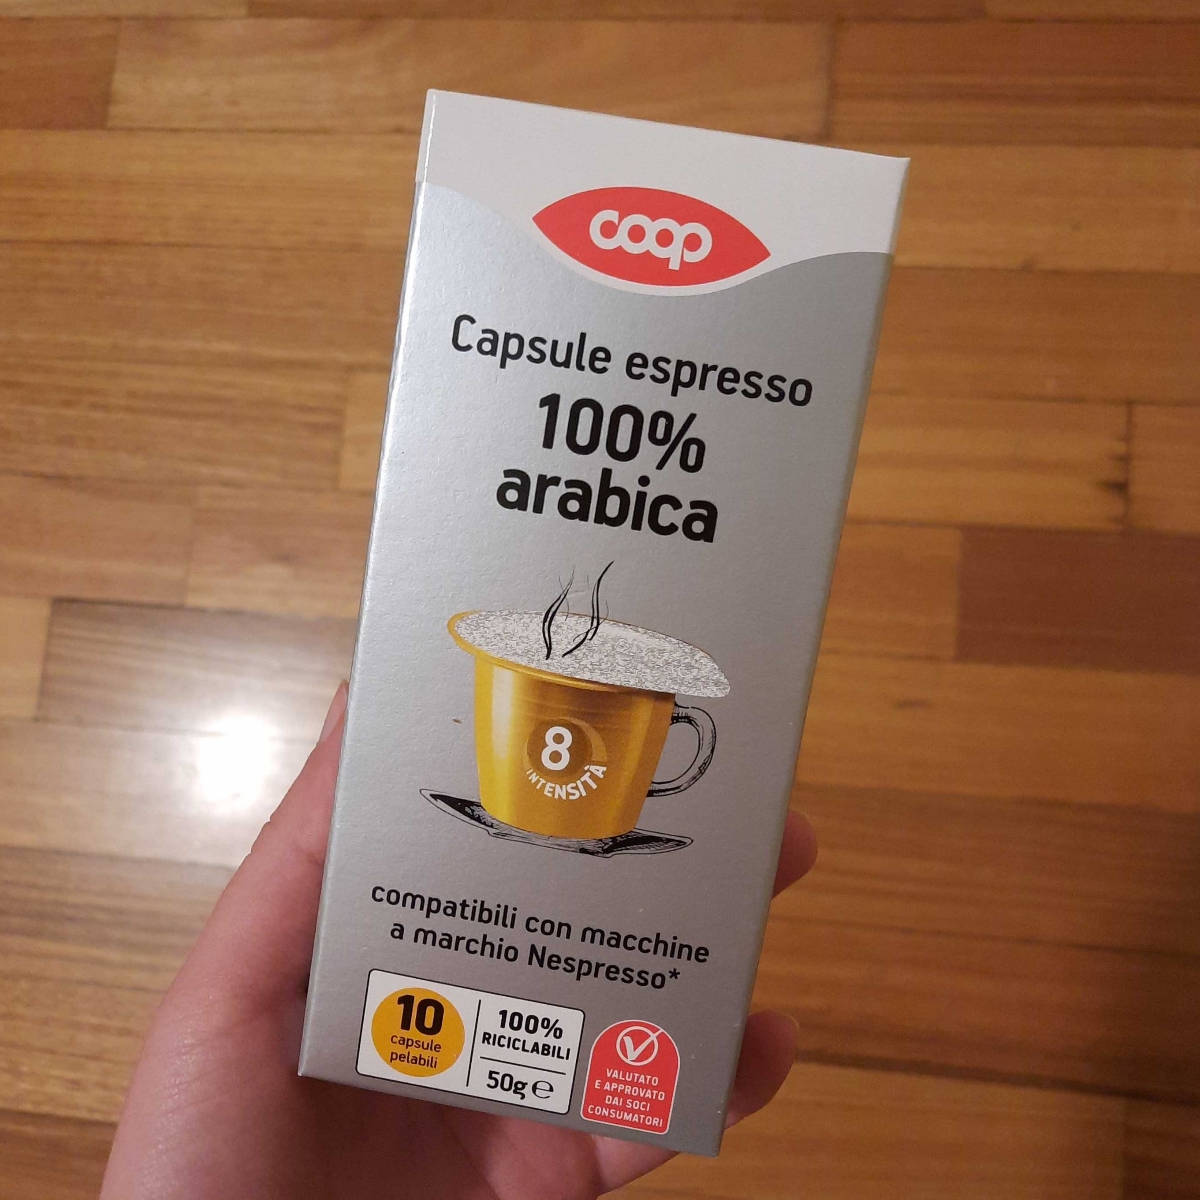 coop
Capsule espresso
100%
arabica
8
INTENSITÀ
compatibili con macchine
a marchio Nespresso*
10
capsule
pelabili
100%
RICICLABILI
50g ℮
VALUTATO
E APPROVATO
DAI SOCI
CONSUMATORI